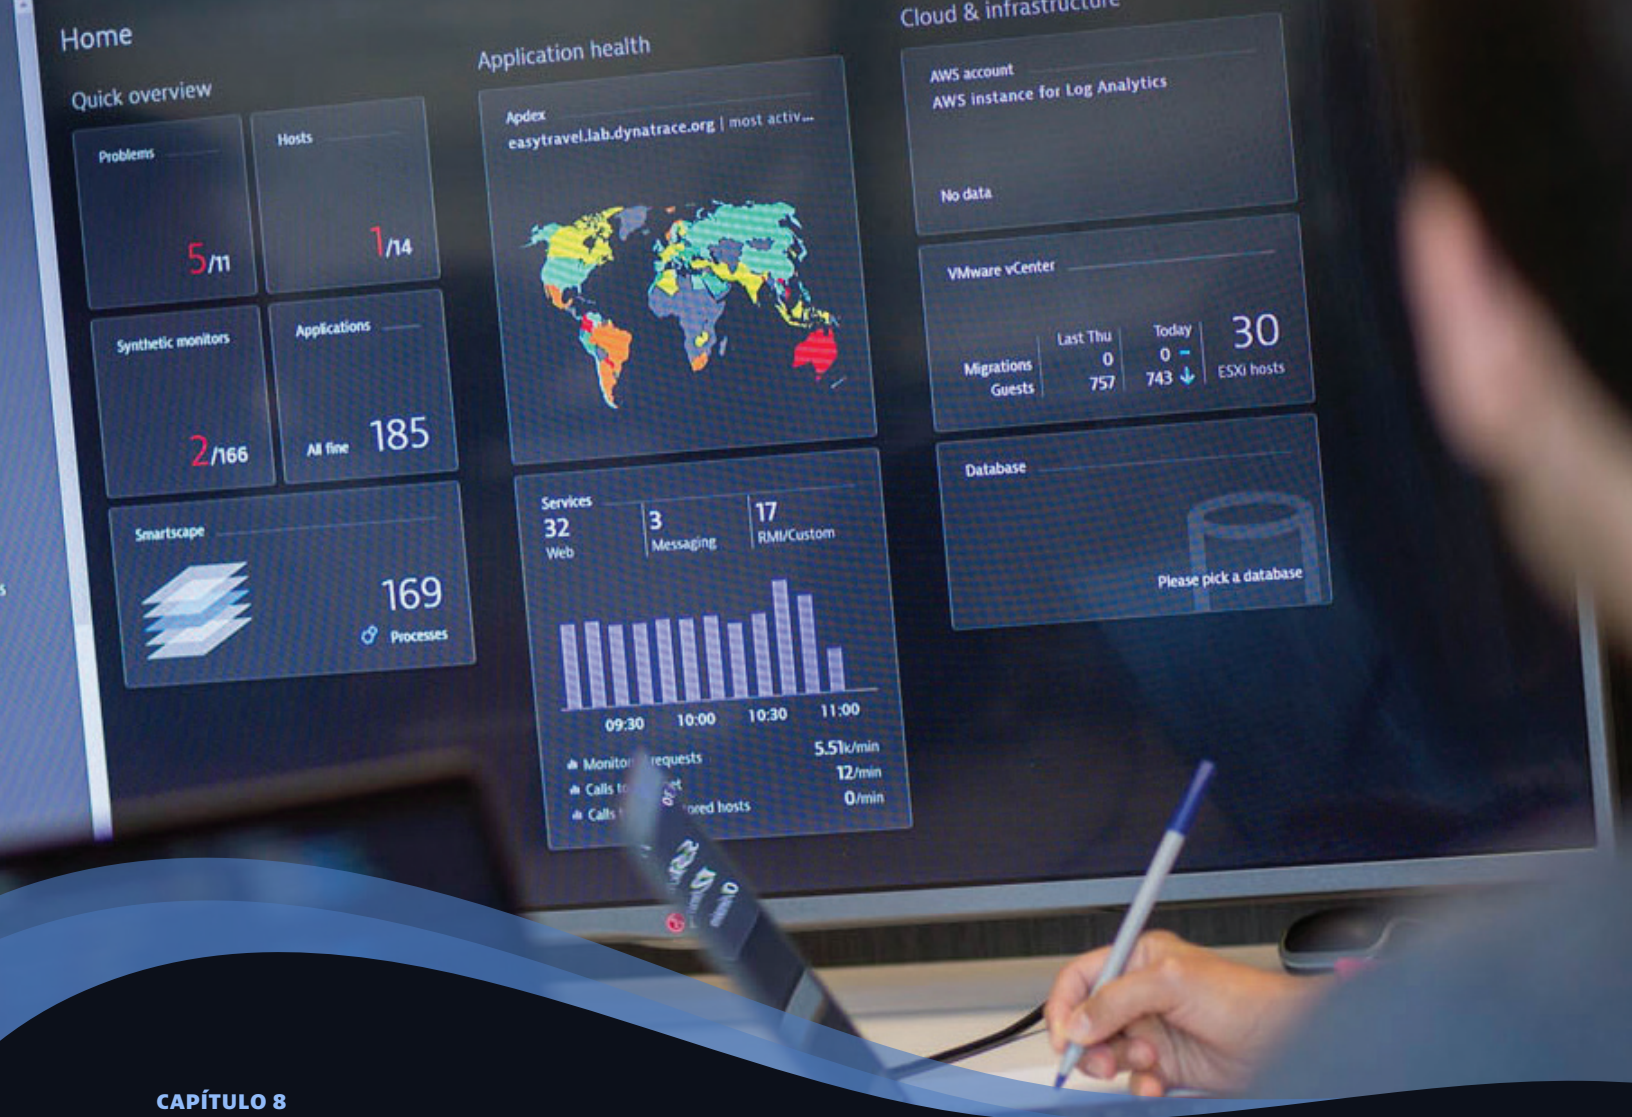 Home
Quick overview
Problems
5/11
Hosts
1/14
Synthetic monitors
2/166
Applications
All fine 185
Smartscape
169
Processes
Application health
Apdex
easytravel.lab.dynatrace.org | most activ...
Services
32
Web
3
Messaging
17
RMI/Custom
09:30 10:00 10:30 11:00
requests 5.51k/min
Calls 12/min
Calls hosts 0/min
Cloud & infrastructure
AWS account
AWS instance for Log Analytics
No data
VMware vCenter
Last Thu Today
Migrations 0 0
Guests 757 743
30
ESXi hosts
Database
Please pick a database
CAPÍTULO 8